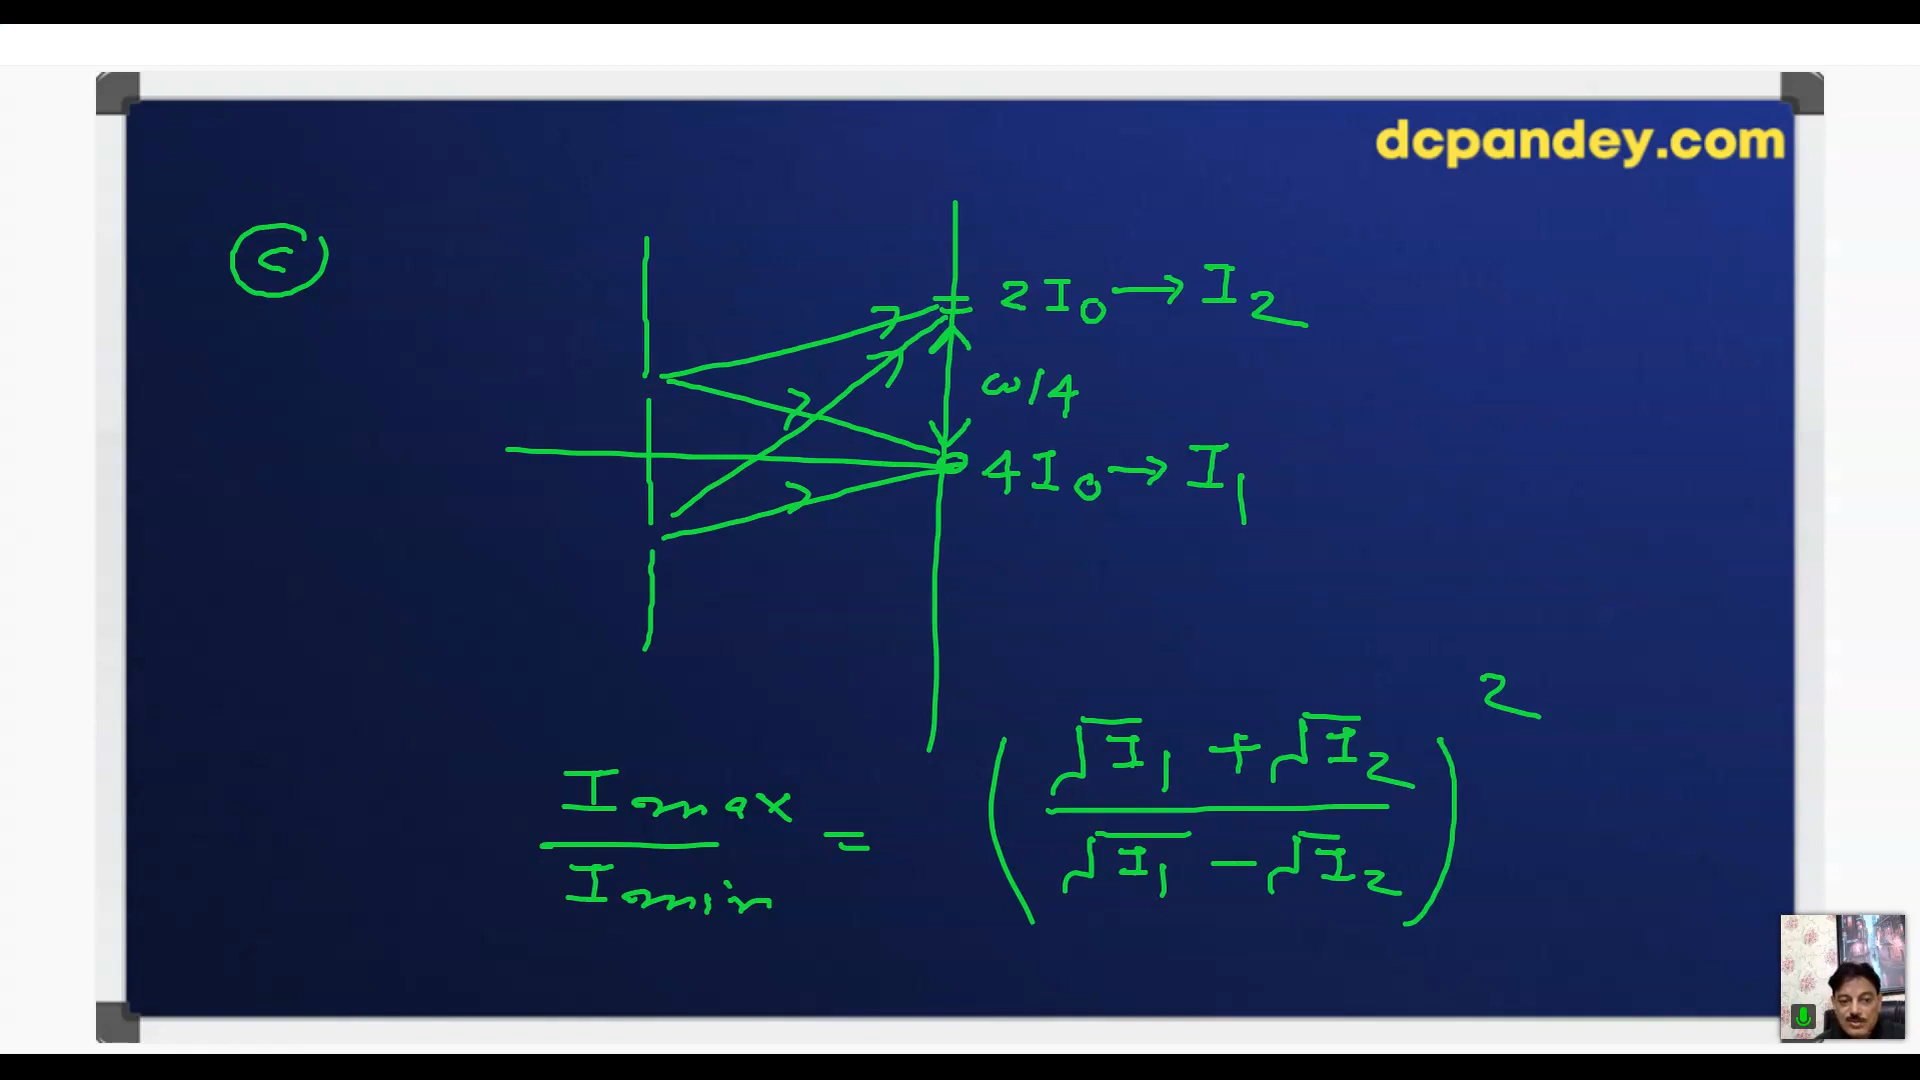 dcpandey.com
C
2I₀ → I₂
ω/4
4I₀ → I₁
Imax/Imin = ((√I₁ + √I₂)/(√I₁ − √I₂))²